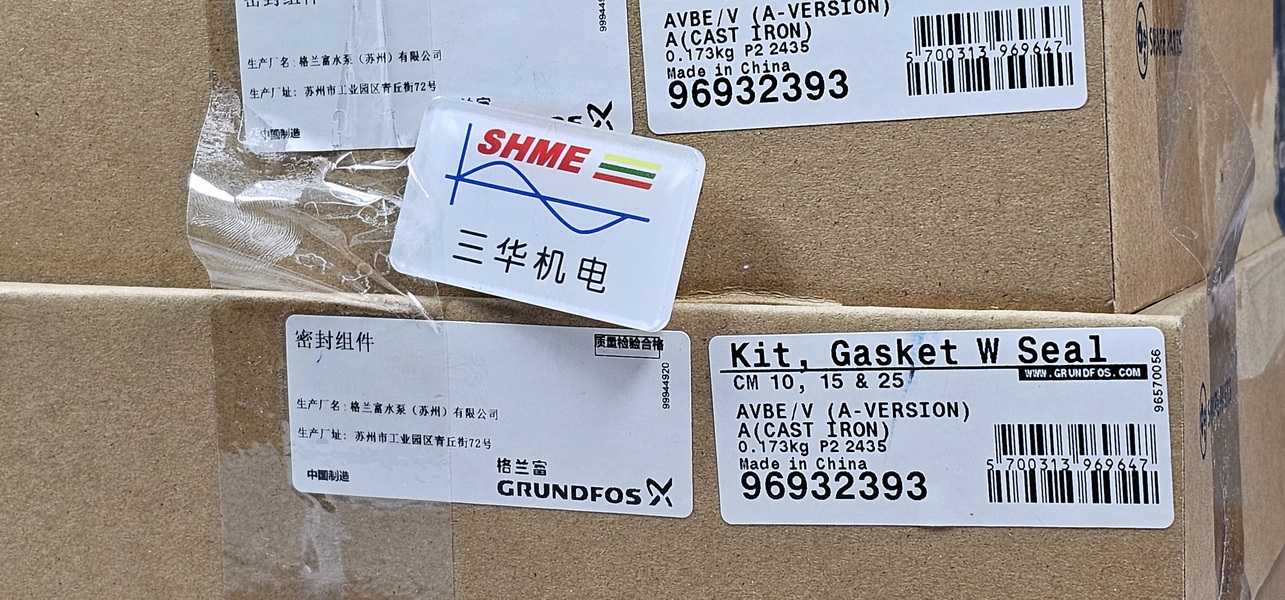 密封组件
99944920
生产厂名: 格兰富水泵（苏州）有限公司
生产厂址: 苏州市工业园区青丘街72号
中国制造
AVBE/V (A-VERSION)
A(CAST IRON)
0.173kg P2 2435
Made in China
96932393
5 700313 969647
SHME
三华机电
密封组件
质量检验合格
99944920
生产厂名: 格兰富水泵（苏州）有限公司
生产厂址: 苏州市工业园区青丘街72号
中国制造
格兰富
GRUNDFOS
Kit, Gasket W Seal
WWW.GRUNDFOS.COM
CM 10, 15 & 25
96570056
AVBE/V (A-VERSION)
A(CAST IRON)
0.173kg P2 2435
Made in China
96932393
5 700313 969647